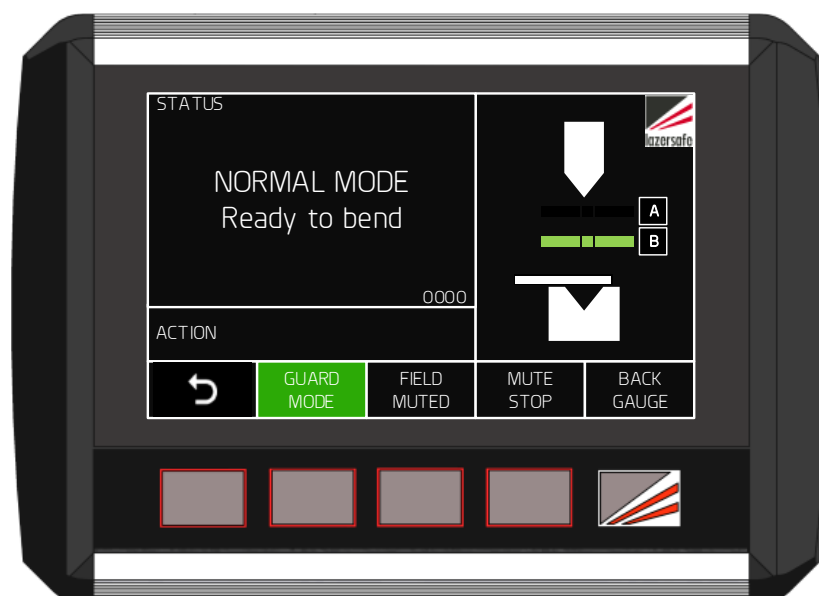 STATUS
lazersafe
NORMAL MODE
Ready to bend
A
B
0000
ACTION
GUARD
MODE
FIELD
MUTED
MUTE
STOP
BACK
GAUGE